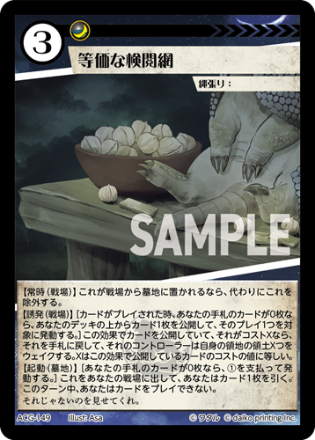 3
等価な検閲網
縄張り：
SAMPLE
【常時（戦場）】これが戦場から墓地に置かれるなら、代わりにこれを
除外する。
【誘発（戦場）】［カードがプレイされた時、あなたの手札のカードが0枚な
ら、あなたのデッキの上からカード1枚を公開して、そのプレイ1つを対
象に発動する。］この効果でカードを公開していて、それがコストXなら、
それを手札に戻して、それのコントローラーは自身の領地の領土Xつを
ウェイクする。Xはこの効果で公開しているカードのコストの値に等しい。
【起動（墓地）】［あなたの手札のカードが0枚なら、①を支払って発動
する。］これをあなたの戦場に出して、あなたはカード1枚を引く。
このターン中、あなたはカードをプレイできない。
それじゃないのを見せてくれ。
ACG-149 Illust: Asa © ワタル © daiko printing inc.